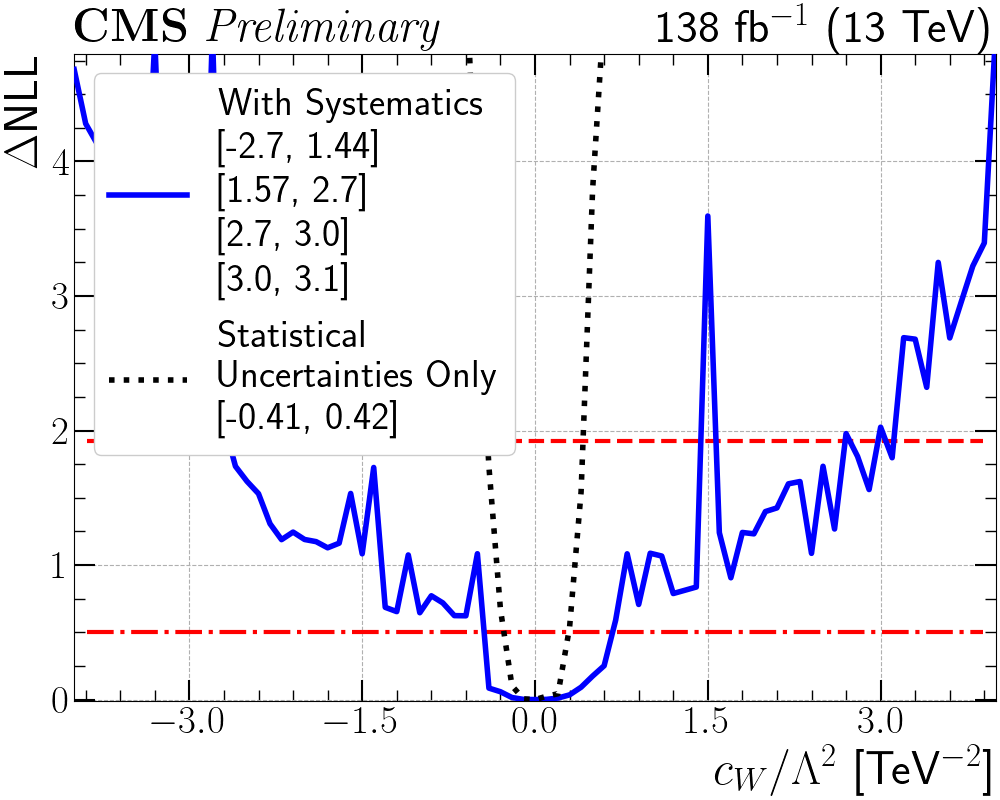 CMS Preliminary 138 fb⁻¹ (13 TeV)
ΔNLL
With Systematics
[-2.7, 1.44]
[1.57, 2.7]
[2.7, 3.0]
[3.0, 3.1]
Statistical
Uncertainties Only
[-0.41, 0.42]
4
3
2
1
0
−3.0 −1.5 0.0 1.5 3.0
c_W/Λ² [TeV⁻²]